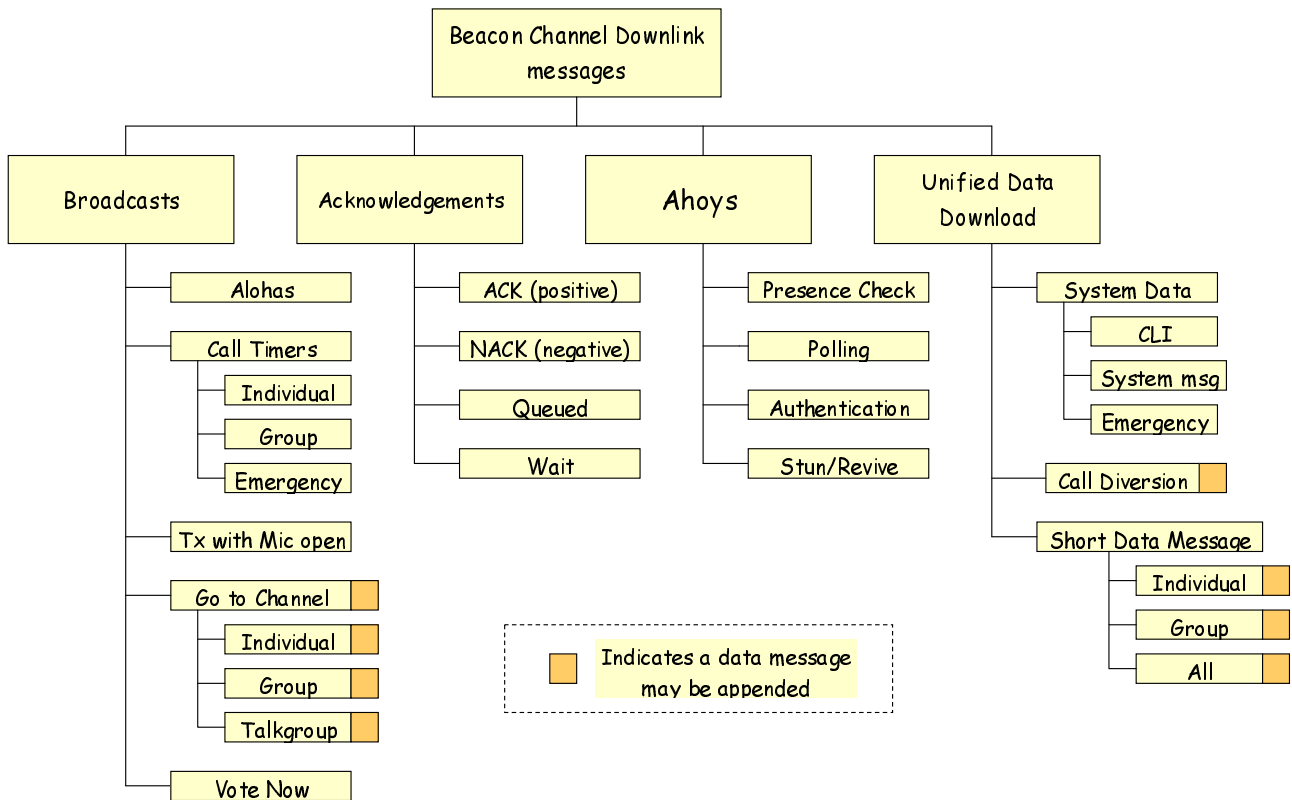 Beacon Channel Downlink
messages
Broadcasts
Alohas
Call Timers
Individual
Group
Emergency
Tx with Mic open
Go to Channel
Individual
Group
Talkgroup
Vote Now
Acknowledgements
ACK (positive)
NACK (negative)
Queued
Wait
Ahoys
Presence Check
Polling
Authentication
Stun/Revive
Unified Data
Download
System Data
CLI
System msg
Emergency
Call Diversion
Short Data Message
Individual
Group
All
Indicates a data message
may be appended